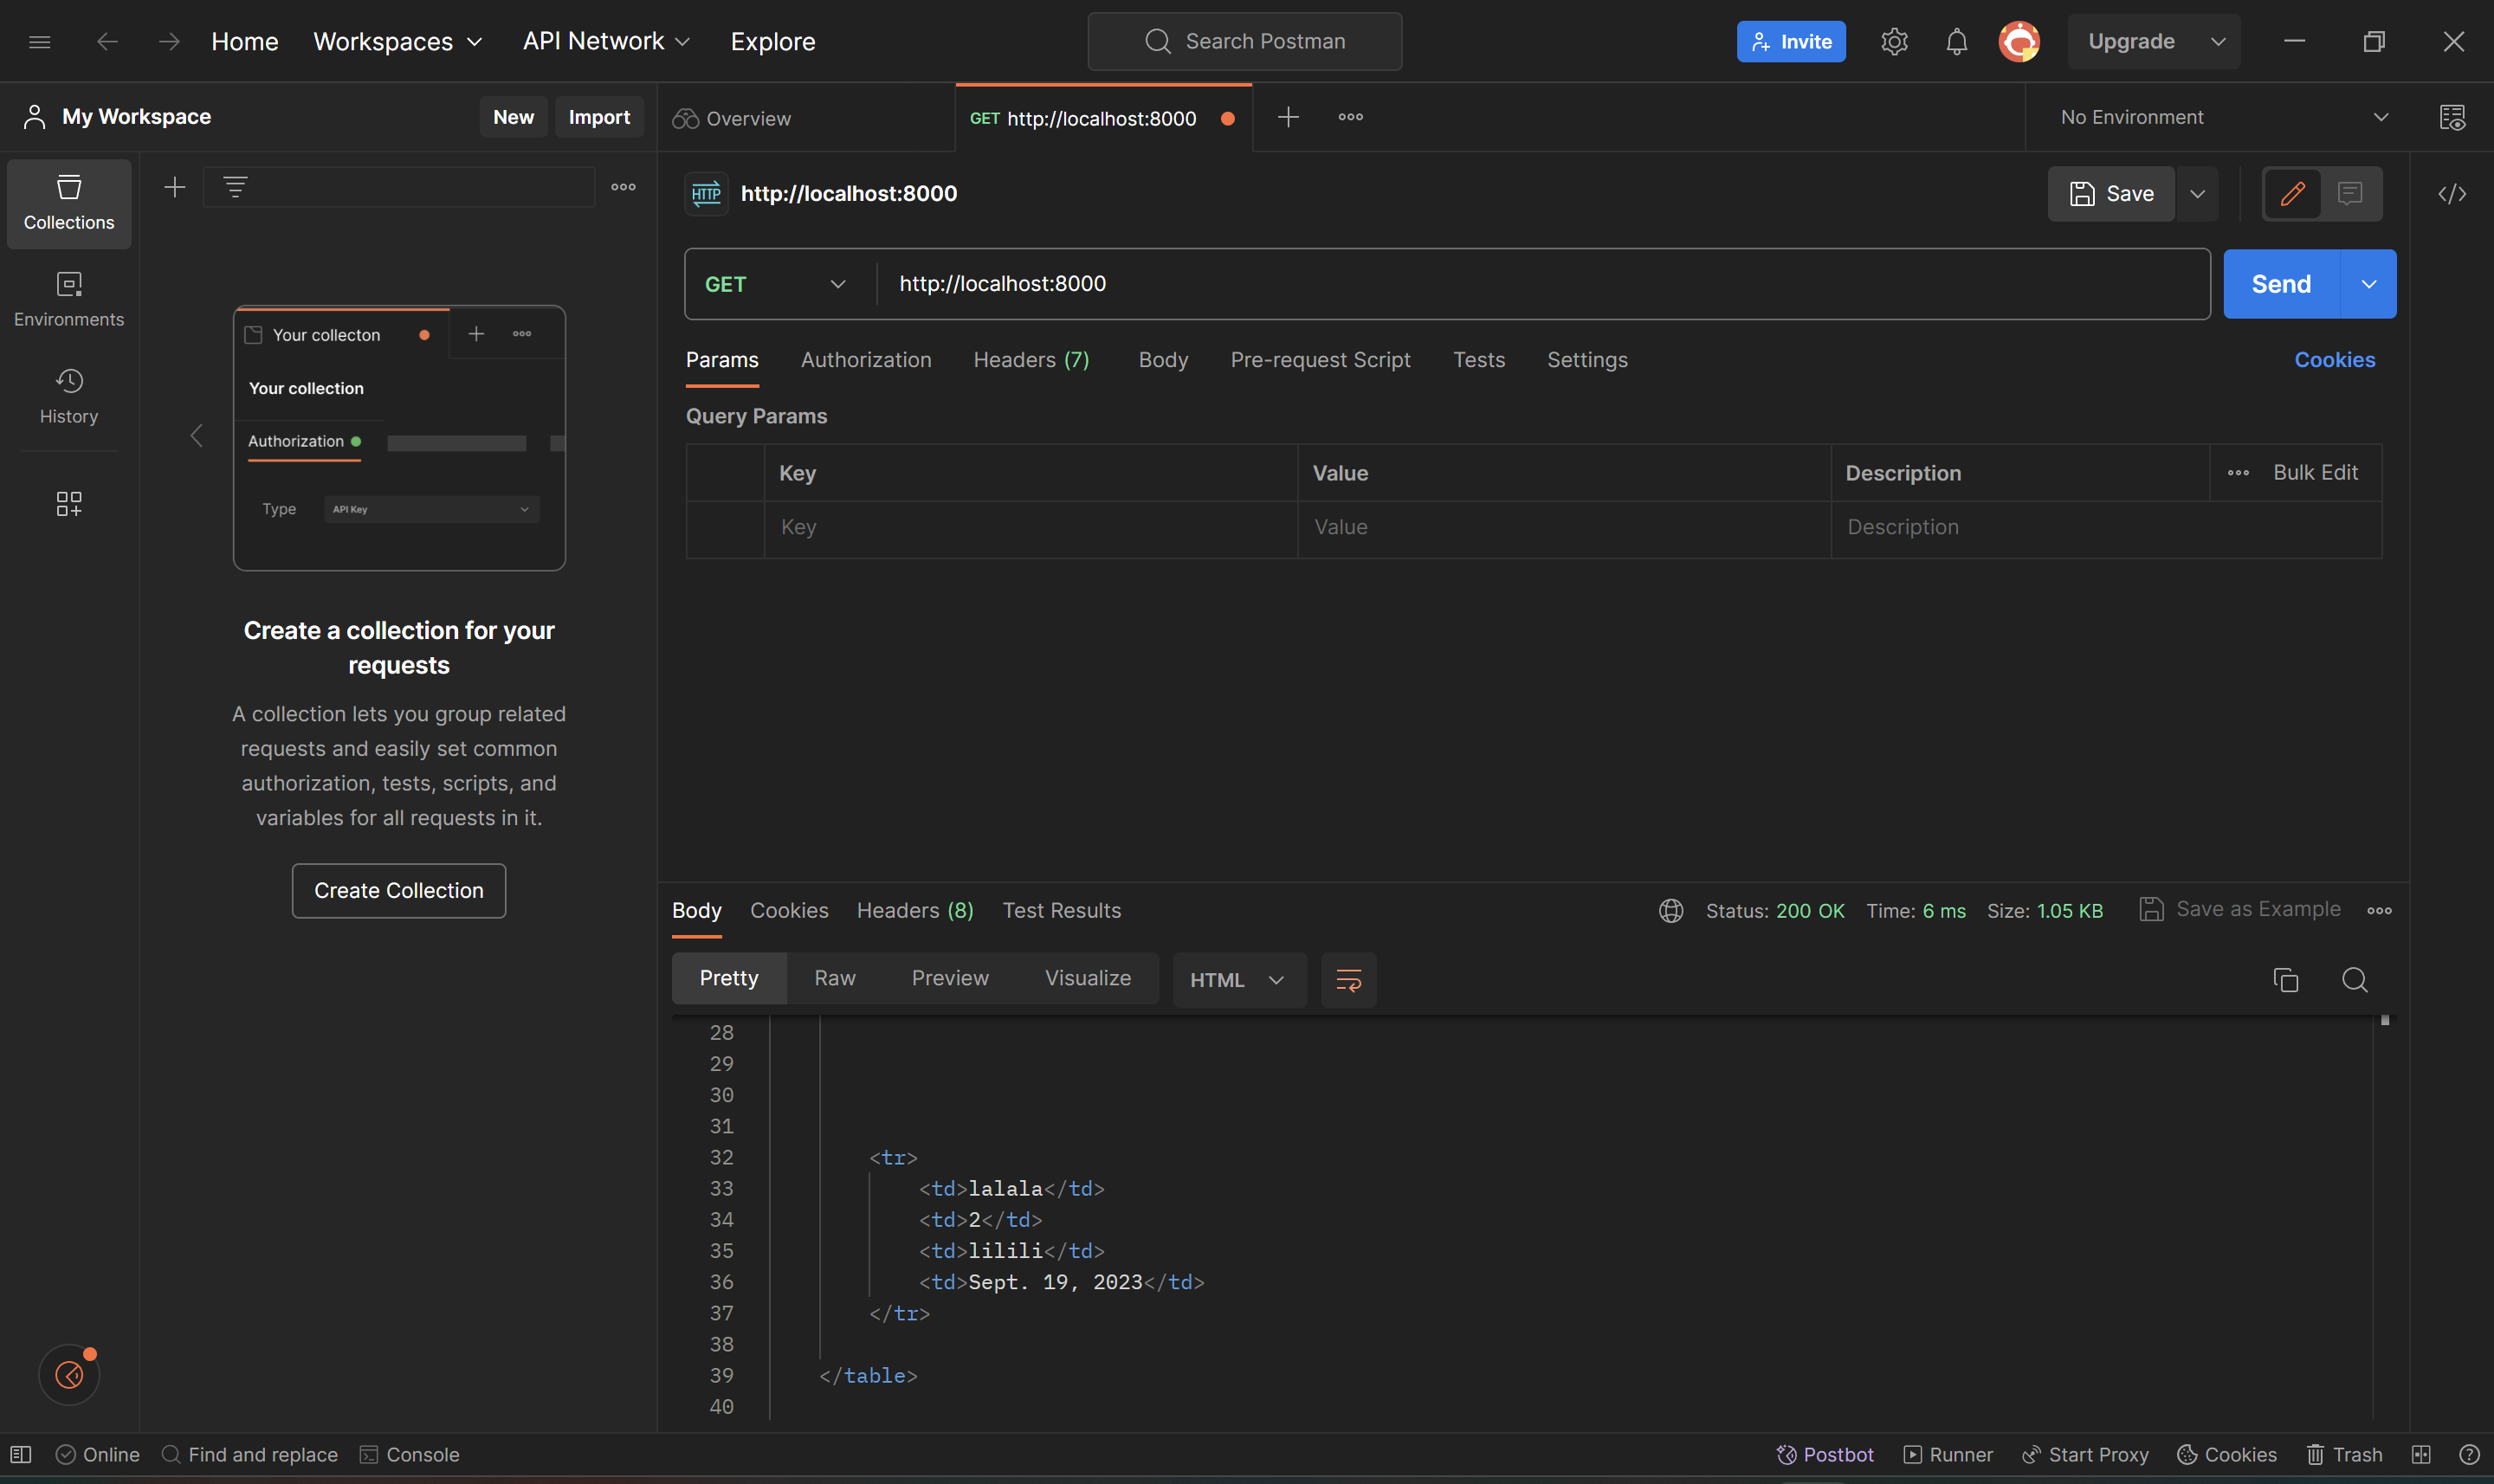 Home Workspaces API Network Explore Search Postman Invite Upgrade
My Workspace New Import Overview GET http://localhost:8000 No Environment
Collections
Environments
History
Your collecton
Your collection
Authorization
Type API Key
Create a collection for your
requests
A collection lets you group related
requests and easily set common
authorization, tests, scripts, and
variables for all requests in it.
Create Collection
HTTP http://localhost:8000 Save
GET http://localhost:8000 Send
Params Authorization Headers (7) Body Pre-request Script Tests Settings Cookies
Query Params
Key Value Description Bulk Edit
Key Value Description
Body Cookies Headers (8) Test Results Status: 200 OK Time: 6 ms Size: 1.05 KB Save as Example
Pretty Raw Preview Visualize HTML
28
29
30
31
32 <tr>
33 <td>lalala</td>
34 <td>2</td>
35 <td>lilili</td>
36 <td>Sept. 19, 2023</td>
37 </tr>
38
39 </table>
40
Online Find and replace Console Postbot Runner Start Proxy Cookies Trash